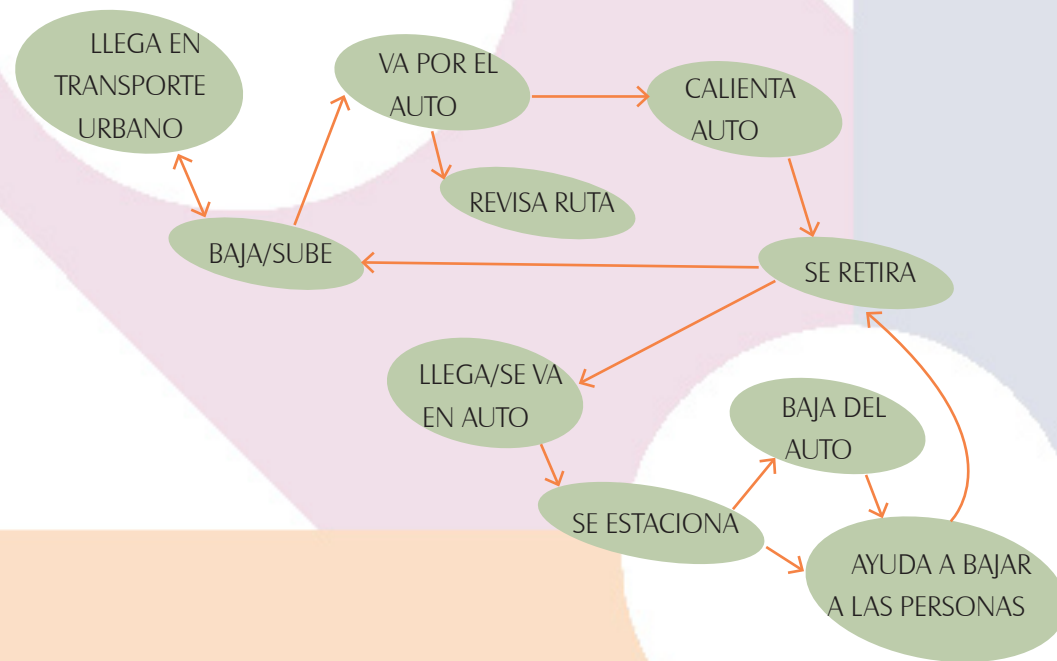 LLEGA EN
TRANSPORTE
URBANO
VA POR EL
AUTO
CALIENTA
AUTO
REVISA RUTA
BAJA/SUBE
SE RETIRA
LLEGA/SE VA
EN AUTO
BAJA DEL
AUTO
SE ESTACIONA
AYUDA A BAJAR
A LAS PERSONAS